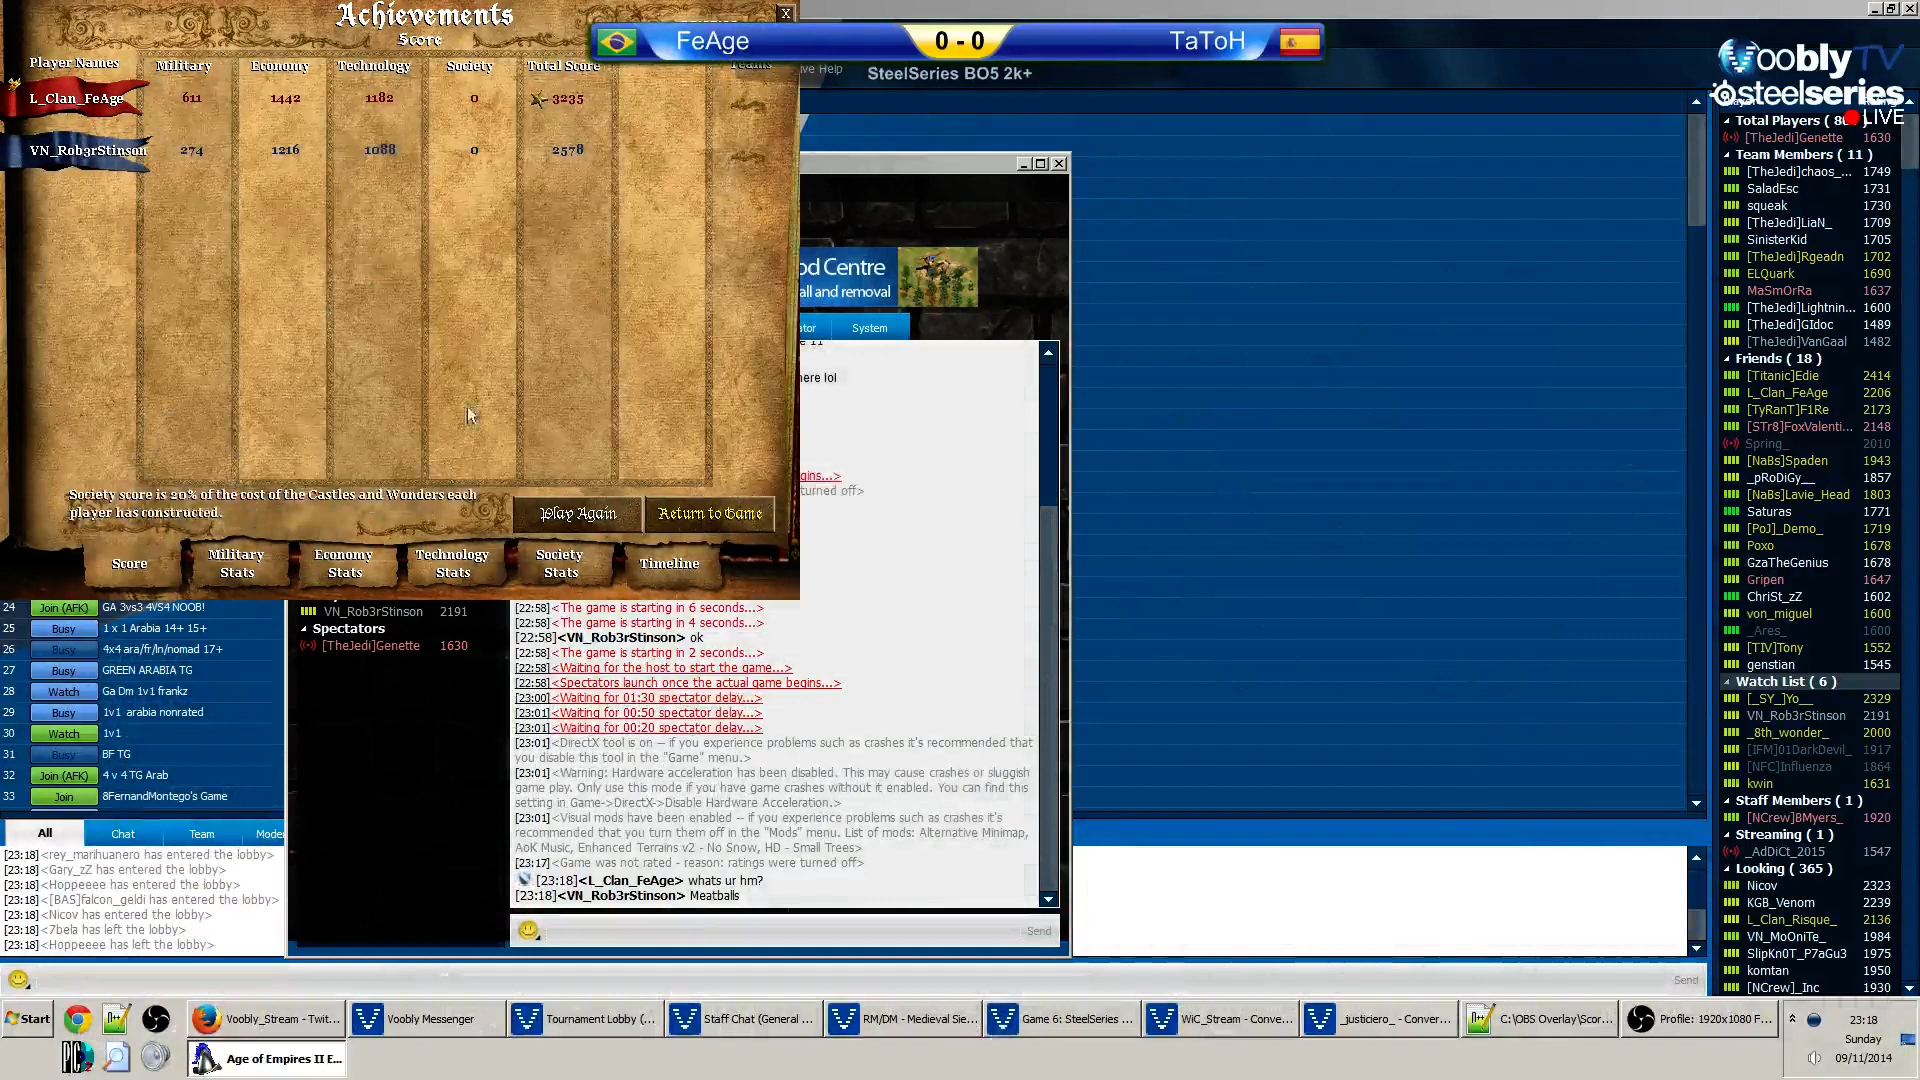 Achievements
Score
Player Names
Military
Economy
Technology
Society
Total Score
Teams
L_Clan_FeAge
611
1442
1182
0
3235
VN_Rob3rStinson
274
1216
1088
0
2578
Society score is 20% of the cost of the Castles and Wonders each
player has constructed.
Play Again
Return to Game
Score
Military Stats
Economy Stats
Technology Stats
Society Stats
Timeline
FeAge
0 - 0
TaToH
SteelSeries BO5 2k+
Help
VooblyTV
steelseries
LIVE
Total Players (
[TheJedi]Genette 1630
Team Members ( 11 )
[TheJedi]chaos_... 1749
SaladEsc 1731
squeak 1730
[TheJedi]LiaN_ 1709
SinisterKid 1705
[TheJedi]Rgeadn 1702
ELQuark 1690
MaSmOrRa 1637
[TheJedi]Lightnin... 1600
[TheJedi]GIdoc 1489
[TheJedi]VanGaal 1482
Friends ( 18 )
[Titanic]Edie 2414
L_Clan_FeAge 2206
[TyRanT]F1Re 2173
[STr8]FoxValenti... 2148
Spring_ 2010
[NaBs]Spaden 1943
_pRoDiGy__ 1857
[NaBs]Lavie_Head 1803
Saturas 1771
[PoJ]_Demo_ 1719
Poxo 1678
GzaTheGenius 1678
Gripen 1647
ChriSt_zZ 1602
von_miguel 1600
_Ares_ 1600
[TIV]Tony 1552
genstian 1545
Watch List ( 6 )
[_SY_]Yo__ 2329
VN_Rob3rStinson 2191
_8th_wonder_ 2000
[IFM]01DarkDevil_ 1917
[NFC]Influenza 1864
kwin 1631
Staff Members ( 1 )
[NCrew]BMyers_ 1920
Streaming ( 1 )
_AdDiCt_2015 1547
Looking ( 365 )
Nicov 2323
KGB_Venom 2239
L_Clan_Risque_ 2136
VN_MoOniTe_ 1984
SlipKn0T_P7aGu3 1975
komtan 1950
[NCrew]_Inc 1930
od Centre
all and removal
ator
System
e 11
here lol
gins...>
turned off>
24 Join (AFK) GA 3vs3 4VS4 NOOB!
25 Busy 1 x 1 Arabia 14+ 15+
26 Busy 4x4 ara/fr/ln/nomad 17+
27 Busy GREEN ARABIA TG
28 Watch Ga Dm 1v1 frankz
29 Busy 1v1 arabia nonrated
30 Watch 1v1
31 Busy BF TG
32 Join (AFK) 4 v 4 TG Arab
33 Join 8FernandMontego's Game
VN_Rob3rStinson 2191
Spectators
[TheJedi]Genette 1630
[22:58]<The game is starting in 6 seconds...>
[22:58]<The game is starting in 4 seconds...>
[22:58]<VN_Rob3rStinson> ok
[22:58]<The game is starting in 2 seconds...>
[22:58]<Waiting for the host to start the game...>
[22:58]<Spectators launch once the actual game begins...>
[23:00]<Waiting for 01:30 spectator delay...>
[23:01]<Waiting for 00:50 spectator delay...>
[23:01]<Waiting for 00:20 spectator delay...>
[23:01]<DirectX tool is on -- if you experience problems such as crashes it's recommended that
you disable this tool in the "Game" menu.>
[23:01]<Warning: Hardware acceleration has been disabled. This may cause crashes or sluggish
game play. Only use this mode if you have game crashes without it enabled. You can find this
setting in Game->DirectX->Disable Hardware Acceleration.>
[23:01]<Visual mods have been enabled -- if you experience problems such as crashes it's
recommended that you turn them off in the "Mods" menu. List of mods: Alternative Minimap,
AoK Music, Enhanced Terrains v2 - No Snow, HD - Small Trees>
[23:17]<Game was not rated - reason: ratings were turned off>
[23:18]<L_Clan_FeAge> whats ur hm?
[23:18]<VN_Rob3rStinson> Meatballs
Send
All
Chat
Team
Moder
[23:18]<rey_marihuanero has entered the lobby>
[23:18]<Gary_zZ has entered the lobby>
[23:18]<Hoppeeee has entered the lobby>
[23:18]<[BAS]falcon_geldi has entered the lobby>
[23:18]<Nicov has entered the lobby>
[23:18]<7bela has left the lobby>
[23:18]<Hoppeeee has left the lobby>
Send
Start
Voobly_Stream - Twit...
Voobly Messenger
Tournament Lobby (...
Staff Chat (General ...
RM/DM - Medieval Sie...
Game 6: SteelSeries ...
WiC_Stream - Conve...
_justiciero_ - Conver...
C:\OBS Overlay\Scor...
Profile: 1920x1080 F...
23:18
Sunday
09/11/2014
Age of Empires II E...